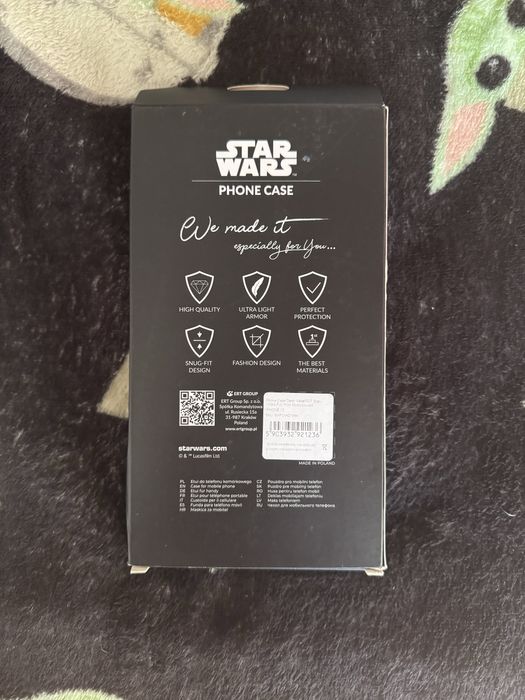 STAR
WARS™
PHONE CASE
We made it
especially for You...
HIGH QUALITY
ULTRA LIGHT
ARMOR
PERFECT
PROTECTION
SNUG-FIT
DESIGN
FASHION DESIGN
1st
THE BEST
MATERIALS
ERT GROUP
ERT Group Sp. z o.o.
Spółka Komandytowa
ul. Rusiecka 15a
31-987 Kraków
Poland
www.ertgroup.pl
5903932921236
starwars.com
© & ™ Lucasfilm Ltd.
MADE IN POLAND
PL Etui do telefonu komórkowego
EN Case for mobile phone
DE Etui for handy
FR Etui pour téléphone portable
IT Custodia per il cellulare
ES Funda para teléfono móvil
HR Maskica za mobitel
CZ Pouzdro pro mobilní telefon
SK Puzdro pre mobilný telefón
RO Husa pentru telefon mobil
LT Dėklas mobiliajam telefonui
LV Maks telefonam
RU Чехол для мобильного телефона